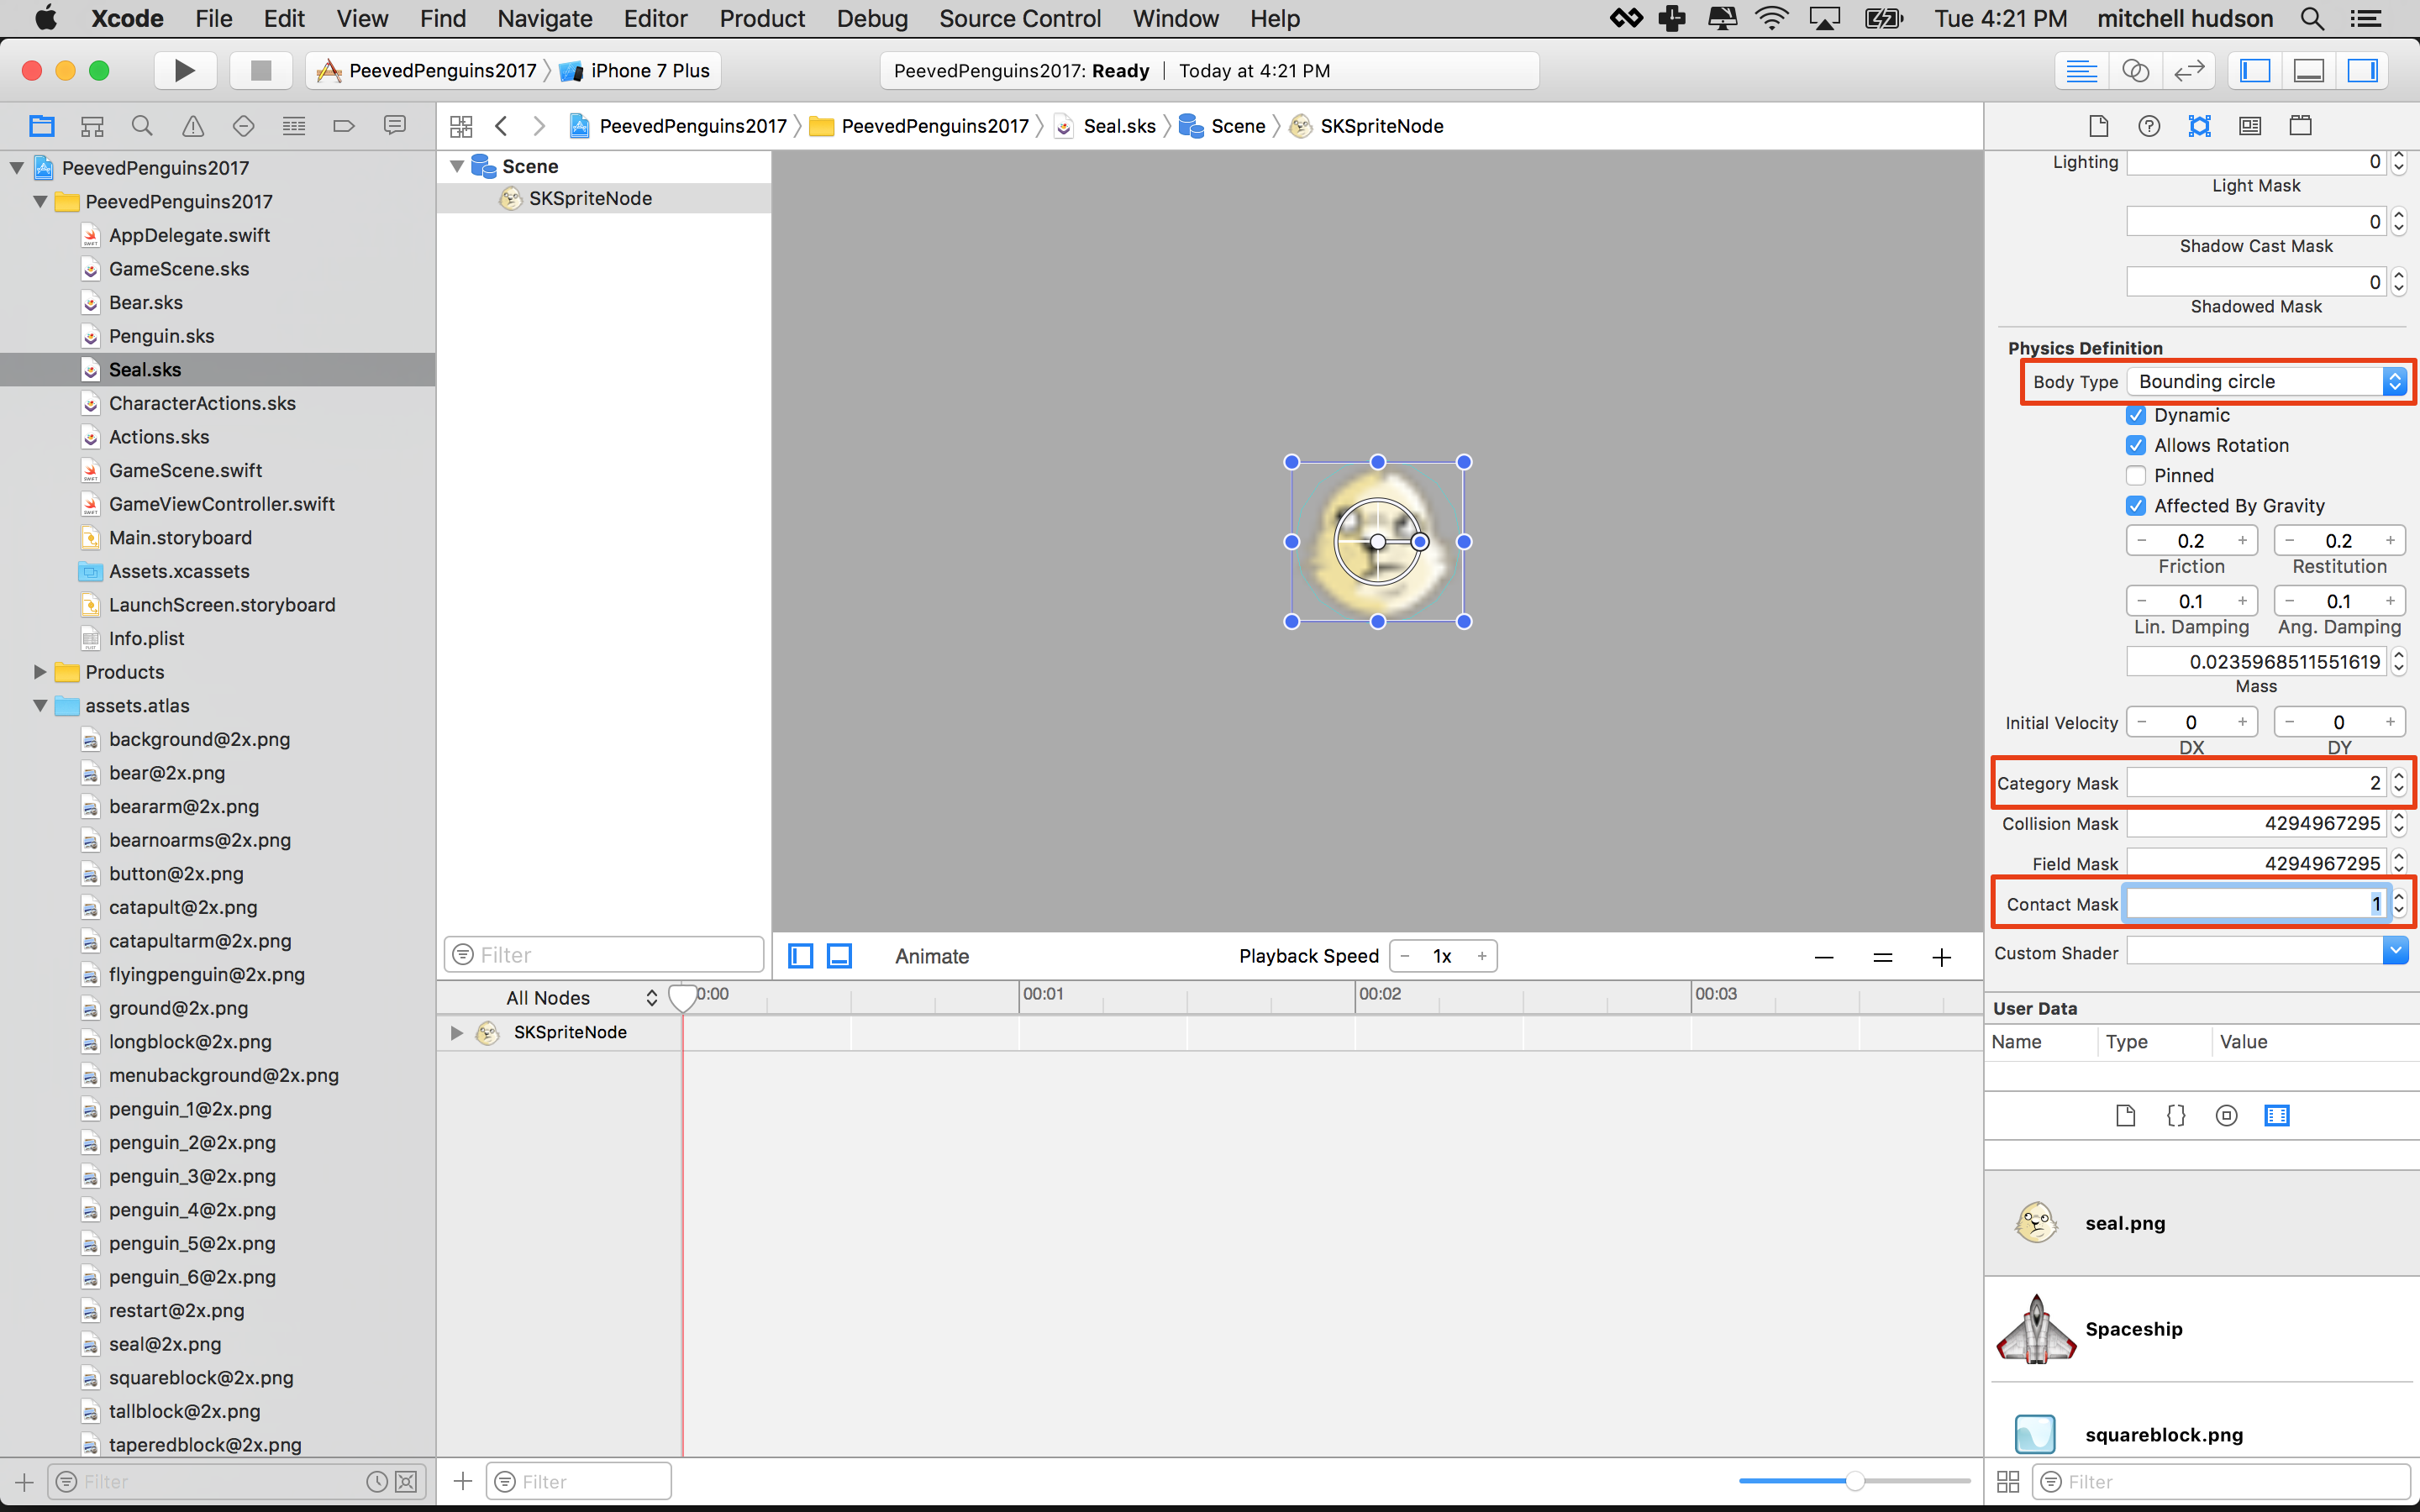 Xcode File Edit View Find Navigate Editor Product Debug Source Control Window Help Tue 4:21 PM mitchell hudson
PeevedPenguins2017 iPhone 7 Plus PeevedPenguins2017: Ready Today at 4:21 PM
PeevedPenguins2017 PeevedPenguins2017 Seal.sks Scene SKSpriteNode
PeevedPenguins2017
PeevedPenguins2017
AppDelegate.swift
GameScene.sks
Bear.sks
Penguin.sks
Seal.sks
CharacterActions.sks
Actions.sks
GameScene.swift
GameViewController.swift
Main.storyboard
Assets.xcassets
LaunchScreen.storyboard
Info.plist
Products
assets.atlas
background@2x.png
bear@2x.png
beararm@2x.png
bearnoarms@2x.png
button@2x.png
catapult@2x.png
catapultarm@2x.png
flyingpenguin@2x.png
ground@2x.png
longblock@2x.png
menubackground@2x.png
penguin_1@2x.png
penguin_2@2x.png
penguin_3@2x.png
penguin_4@2x.png
penguin_5@2x.png
penguin_6@2x.png
restart@2x.png
seal@2x.png
squareblock@2x.png
tallblock@2x.png
taperedblock@2x.png
Filter
Scene
SKSpriteNode
Filter
Animate Playback Speed - 1x +
All Nodes 0:00 00:01 00:02 00:03
SKSpriteNode
Filter
Lighting 0
Light Mask
0
Shadow Cast Mask
0
Shadowed Mask
Physics Definition
Body Type Bounding circle
Dynamic
Allows Rotation
Pinned
Affected By Gravity
- 0.2 + - 0.2 +
Friction Restitution
- 0.1 + - 0.1 +
Lin. Damping Ang. Damping
0.0235968511551619
Mass
Initial Velocity - 0 + - 0 +
DX DY
Category Mask 2
Collision Mask 4294967295
Field Mask 4294967295
Contact Mask 1
Custom Shader
User Data
Name Type Value
seal.png
Spaceship
squareblock.png
Filter